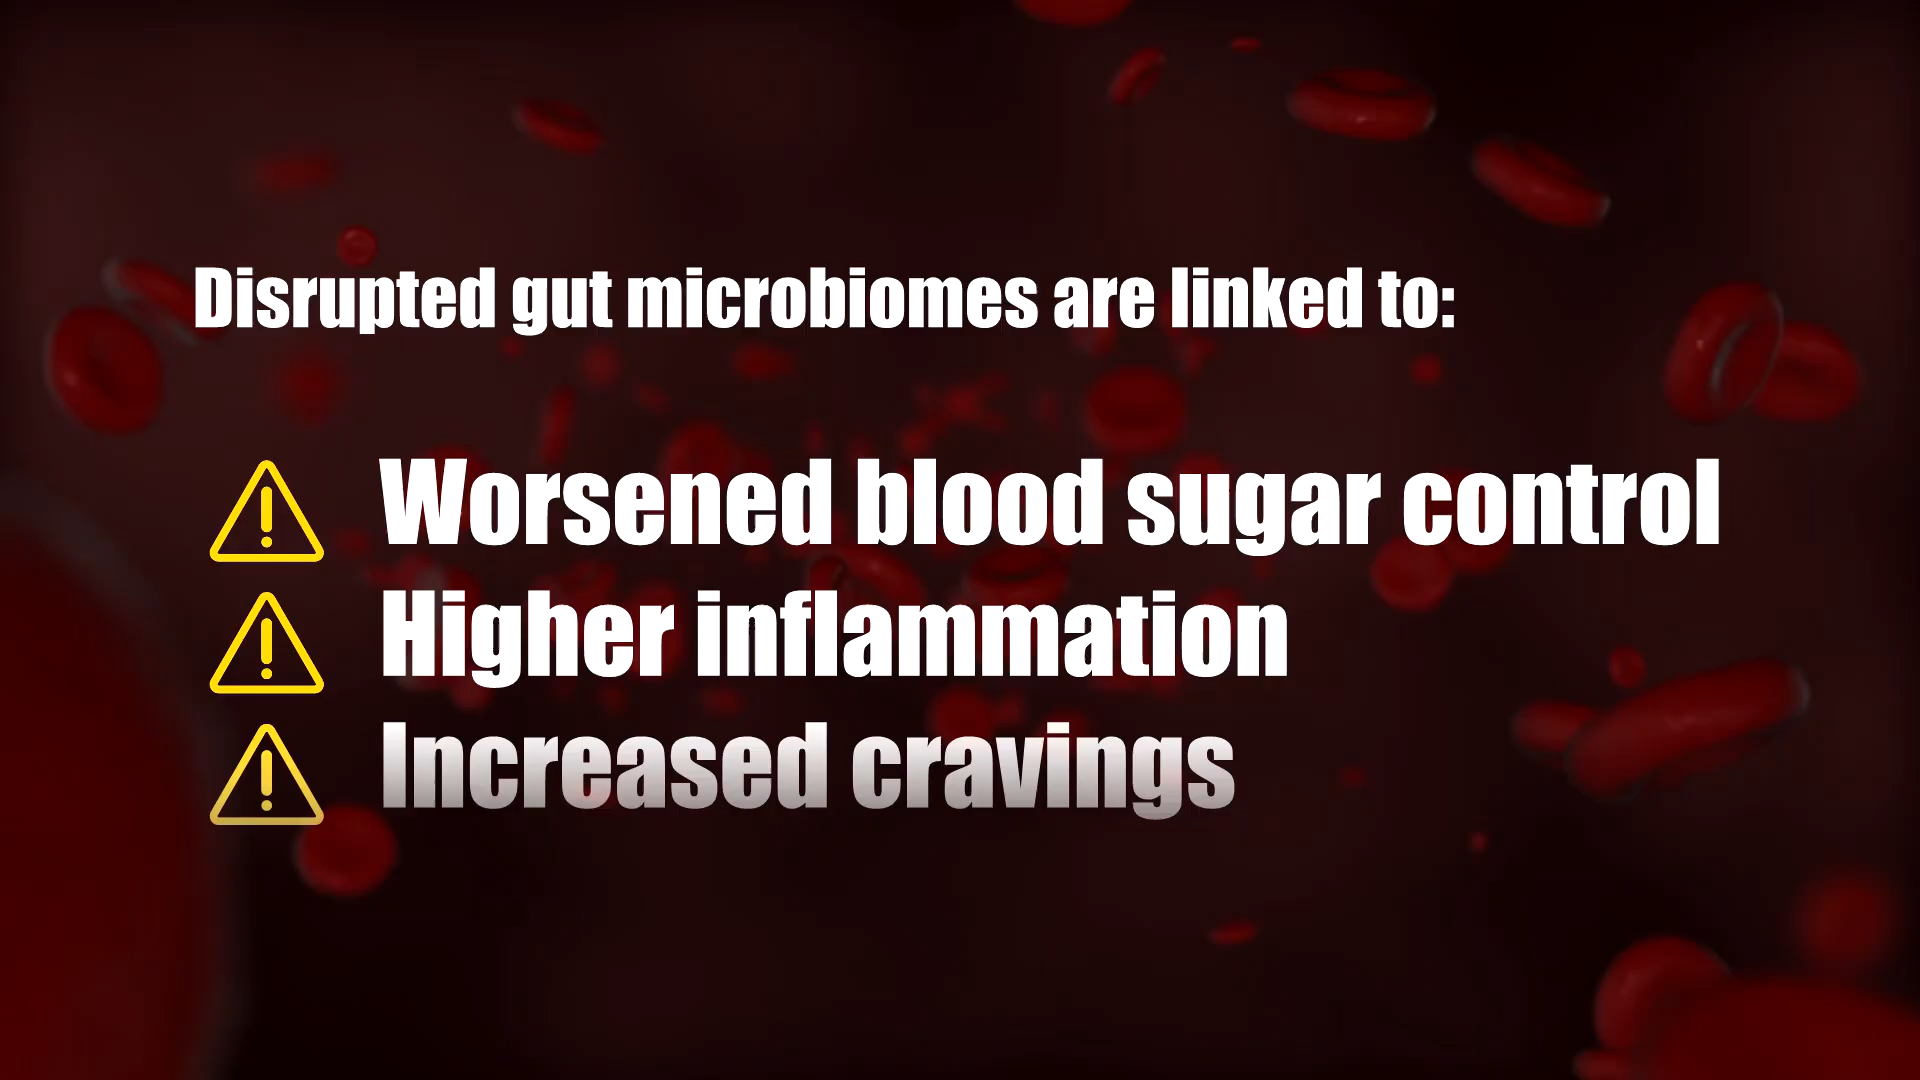 Disrupted gut microbiomes are linked to:
Worsened blood sugar control
Higher inflammation
Increased cravings